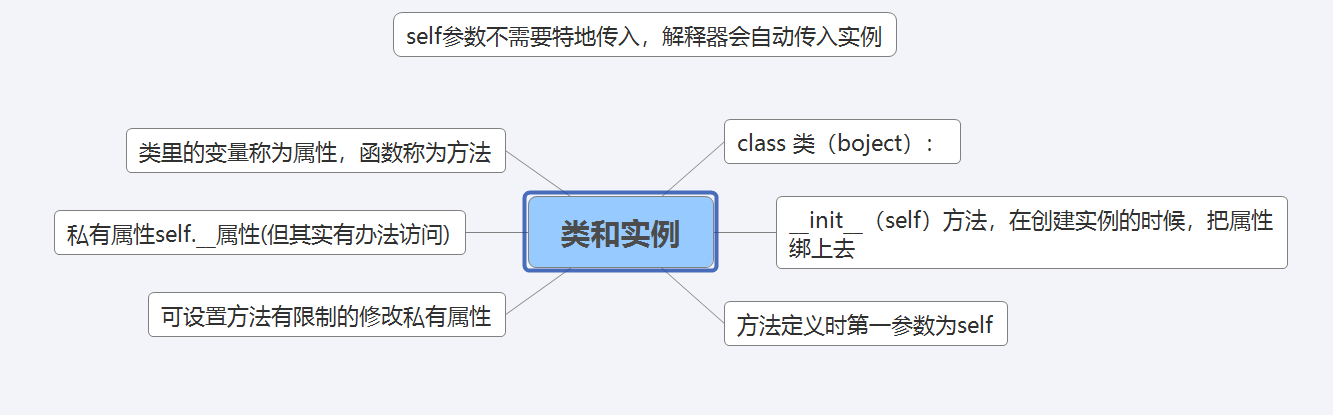 self参数不需要特地传入，解释器会自动传入实例
类里的变量称为属性，函数称为方法
class 类（boject）：
私有属性self.__属性(但其实有办法访问)
类和实例
__init__（self）方法，在创建实例的时候，把属性
绑上去
可设置方法有限制的修改私有属性
方法定义时第一参数为self